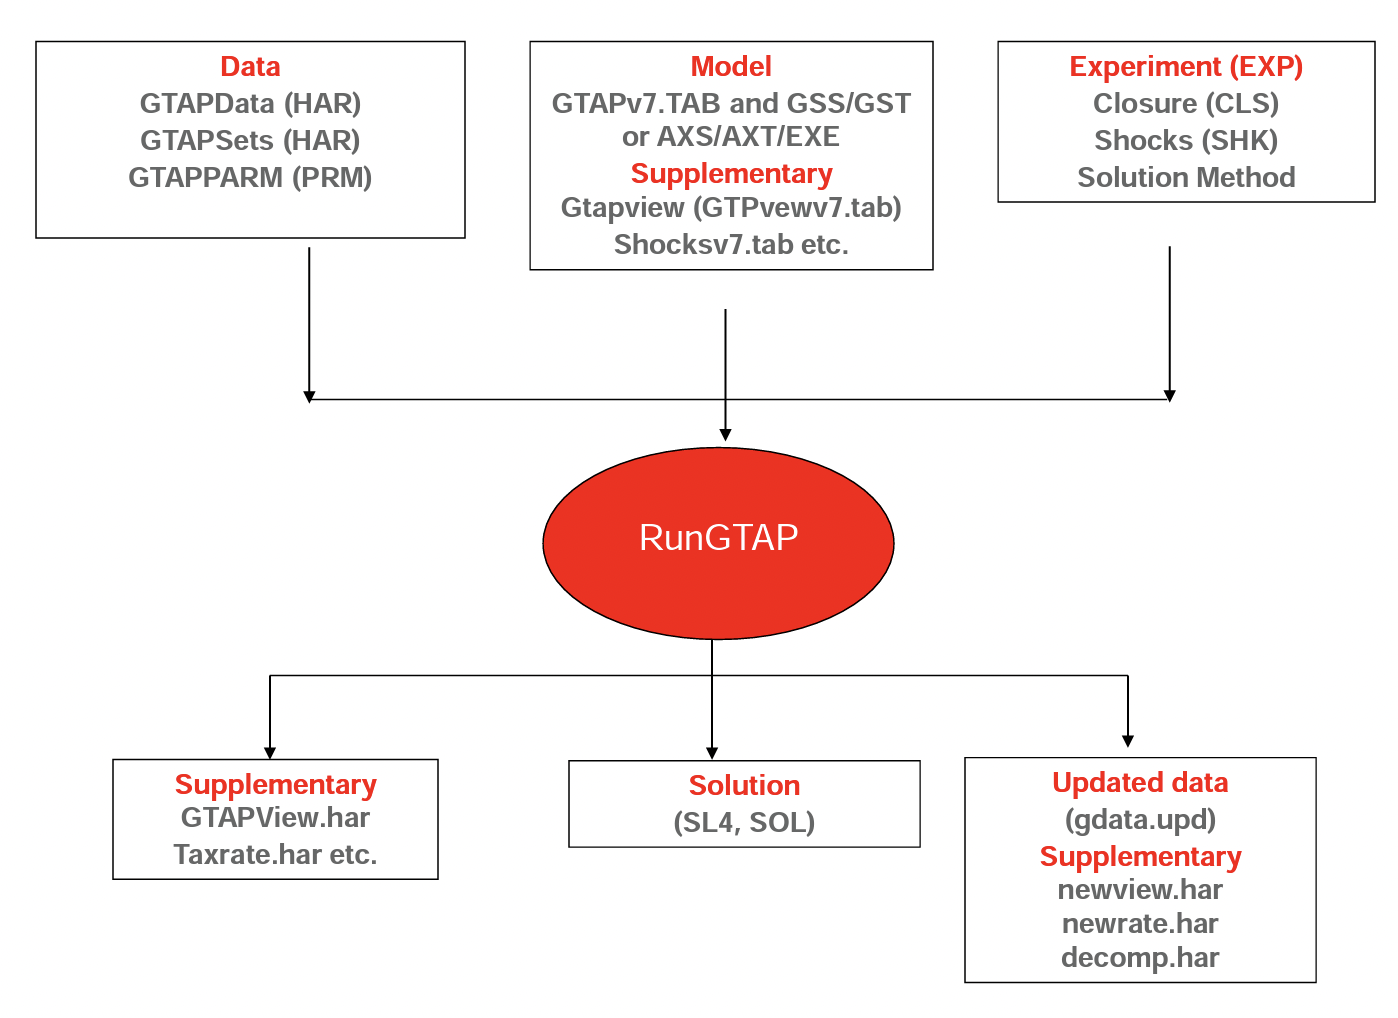 Data
GTAPData (HAR)
GTAPSets (HAR)
GTAPPARM (PRM)
Model
GTAPv7.TAB and GSS/GST
or AXS/AXT/EXE
Supplementary
Gtapview (GTPvewv7.tab)
Shocksv7.tab etc.
Experiment (EXP)
Closure (CLS)
Shocks (SHK)
Solution Method
RunGTAP
Supplementary
GTAPView.har
Taxrate.har etc.
Solution
(SL4, SOL)
Updated data
(gdata.upd)
Supplementary
newview.har
newrate.har
decomp.har